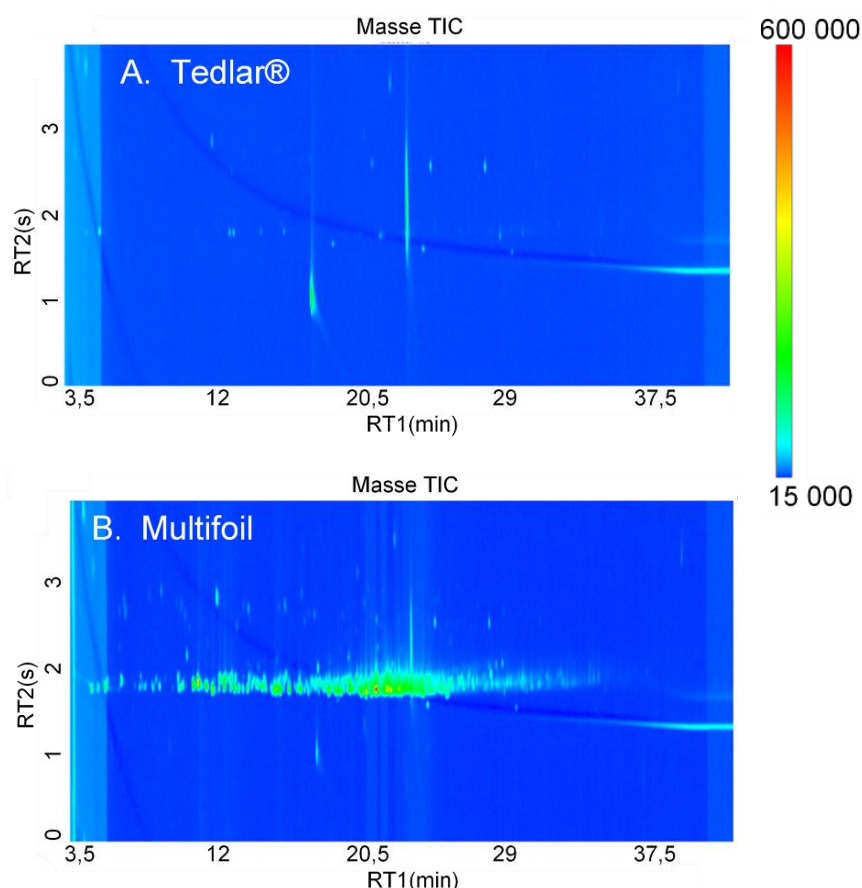 Masse TIC
600 000
A. Tedlar®
3
2
1
0
RT2(s)
3,5 12 20,5 29 37,5
RT1(min)
15 000
Masse TIC
B. Multifoil
3
2
1
0
RT2(s)
3,5 12 20,5 29 37,5
RT1(min)